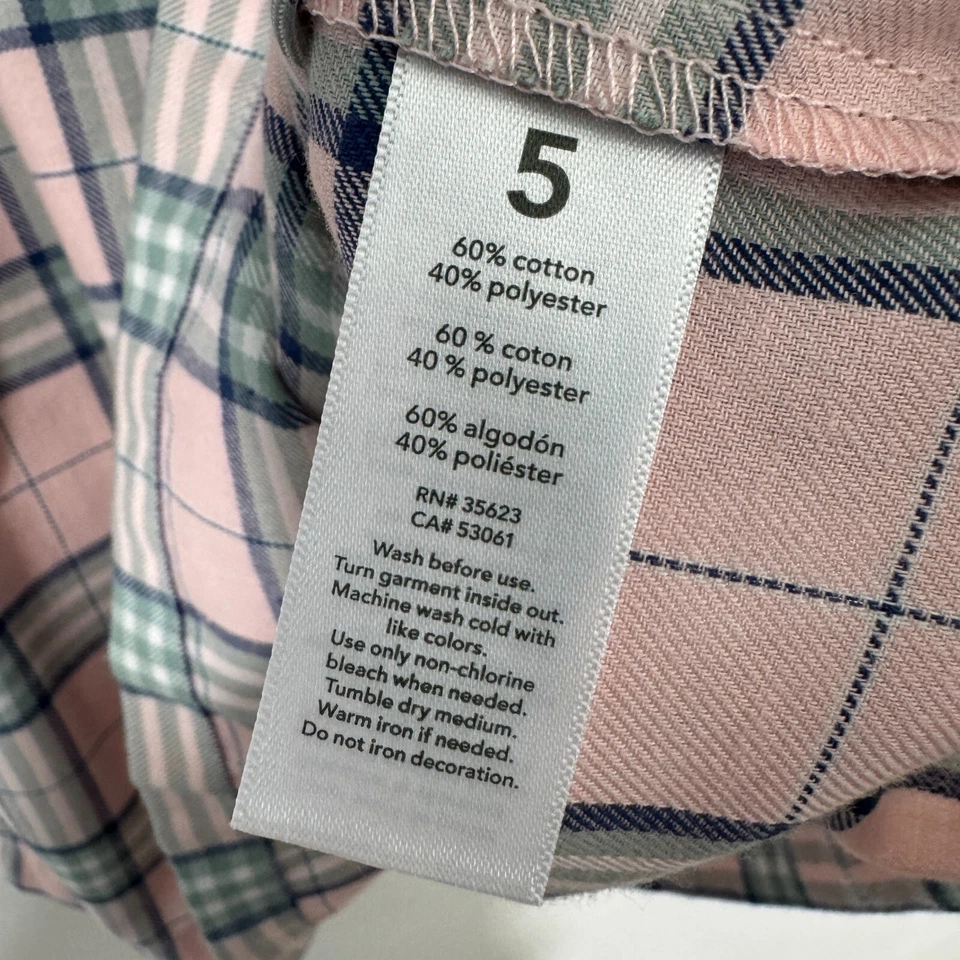 5
60% cotton
40% polyester
60 % coton
40 % polyester
60% algodón
40% poliéster
RN# 35623
CA# 53061
Wash before use.
Turn garment inside out.
Machine wash cold with
like colors.
Use only non-chlorine
bleach when needed.
Tumble dry medium.
Warm iron if needed.
Do not iron decoration.